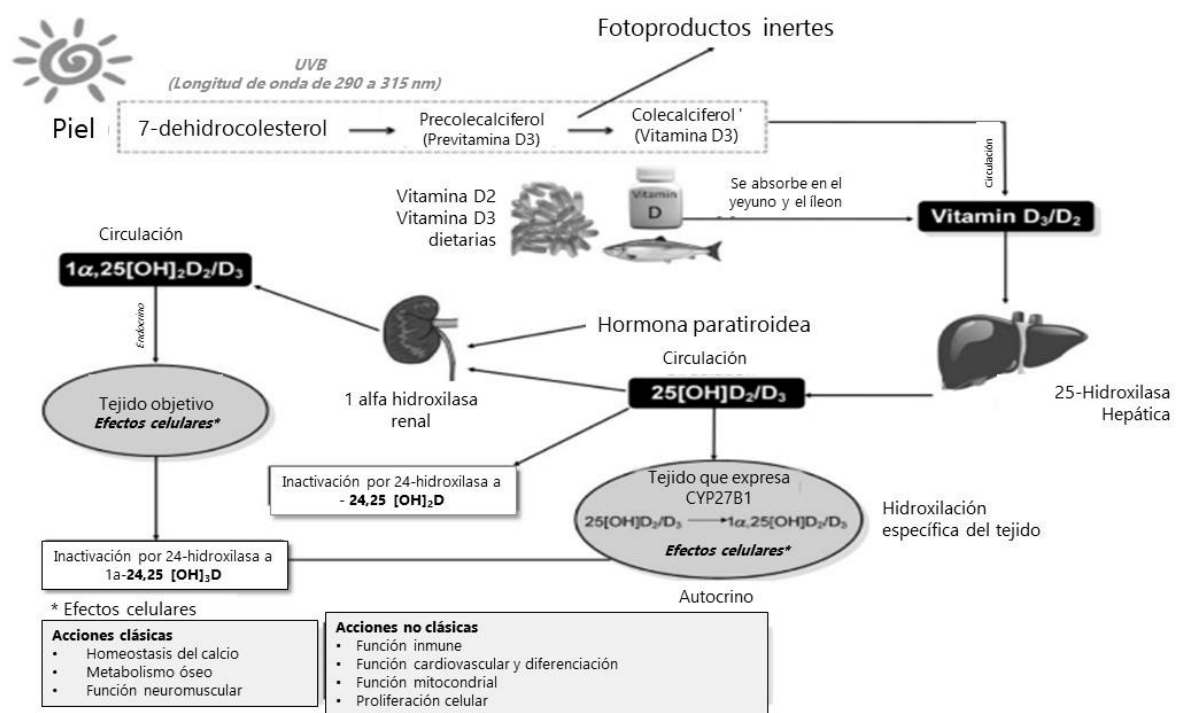 Fotoproductos inertes
UVB
(Longitud de onda de 290 a 315 nm)
Piel
7-dehidrocolesterol
Precolecalciferol
(Previtamina D3)
Colecalciferol '
(Vitamina D3)
Circulación
Vitamina D2
Vitamina D3
dietarias
Vitamin
D
Se absorbe en el
yeyuno y el íleon
Vitamin D₃/D₂
Circulación
1α,25[OH]₂D₂/D₃
Endocrino
Hormona paratiroidea
Circulación
25[OH]D₂/D₃
25-Hidroxilasa
Hepática
1 alfa hidroxilasa
renal
Tejido objetivo
Efectos celulares*
Inactivación por 24-hidroxilasa a
- 24,25 [OH]₂D
Tejido que expresa
CYP27B1
25[OH]D₂/D₃
1α,25[OH]D₂/D₃
Efectos celulares*
Hidroxilación
específica del tejido
Inactivación por 24-hidroxilasa a
1a-24,25 [OH]₃D
Autocrino
* Efectos celulares
Acciones clásicas
• Homeostasis del calcio
• Metabolismo óseo
• Función neuromuscular
Acciones no clásicas
• Función inmune
• Función cardiovascular y diferenciación
• Función mitocondrial
• Proliferación celular